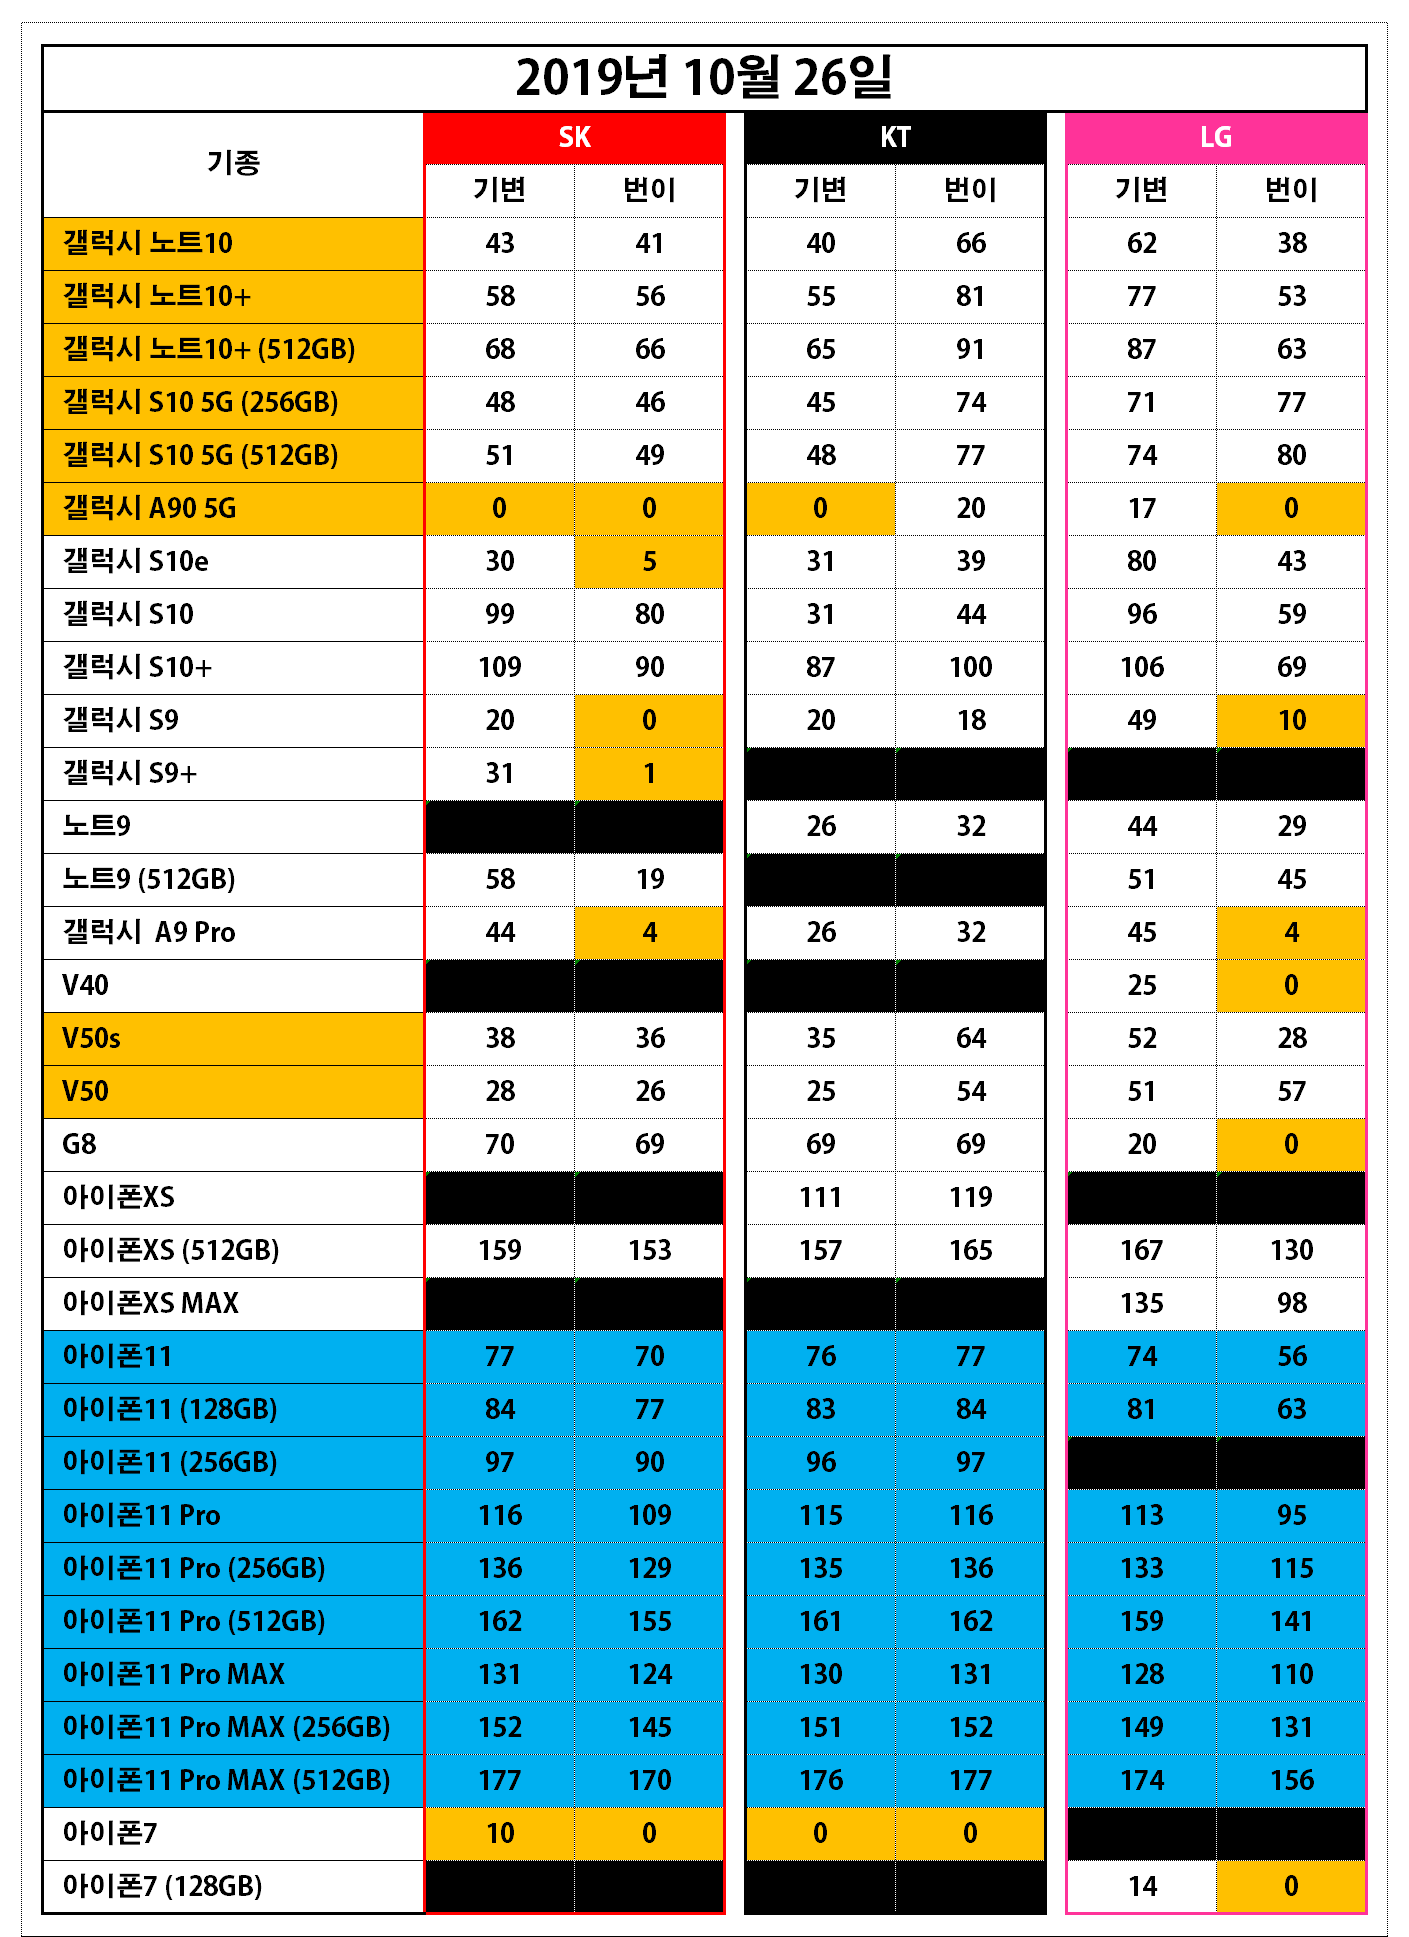 2019년 10월 26일
기종 SK KT LG
기변 번이 기변 번이 기변 번이
갤럭시 노트10 43 41 40 66 62 38
갤럭시 노트10+ 58 56 55 81 77 53
갤럭시 노트10+ (512GB) 68 66 65 91 87 63
갤럭시 S10 5G (256GB) 48 46 45 74 71 77
갤럭시 S10 5G (512GB) 51 49 48 77 74 80
갤럭시 A90 5G 0 0 0 20 17 0
갤럭시 S10e 30 5 31 39 80 43
갤럭시 S10 99 80 31 44 96 59
갤럭시 S10+ 109 90 87 100 106 69
갤럭시 S9 20 0 20 18 49 10
갤럭시 S9+ 31 1
노트9 26 32 44 29
노트9 (512GB) 58 19 51 45
갤럭시 A9 Pro 44 4 26 32 45 4
V40 25 0
V50s 38 36 35 64 52 28
V50 28 26 25 54 51 57
G8 70 69 69 69 20 0
아이폰XS 111 119
아이폰XS (512GB) 159 153 157 165 167 130
아이폰XS MAX 135 98
아이폰11 77 70 76 77 74 56
아이폰11 (128GB) 84 77 83 84 81 63
아이폰11 (256GB) 97 90 96 97
아이폰11 Pro 116 109 115 116 113 95
아이폰11 Pro (256GB) 136 129 135 136 133 115
아이폰11 Pro (512GB) 162 155 161 162 159 141
아이폰11 Pro MAX 131 124 130 131 128 110
아이폰11 Pro MAX (256GB) 152 145 151 152 149 131
아이폰11 Pro MAX (512GB) 177 170 176 177 174 156
아이폰7 10 0 0 0
아이폰7 (128GB) 14 0